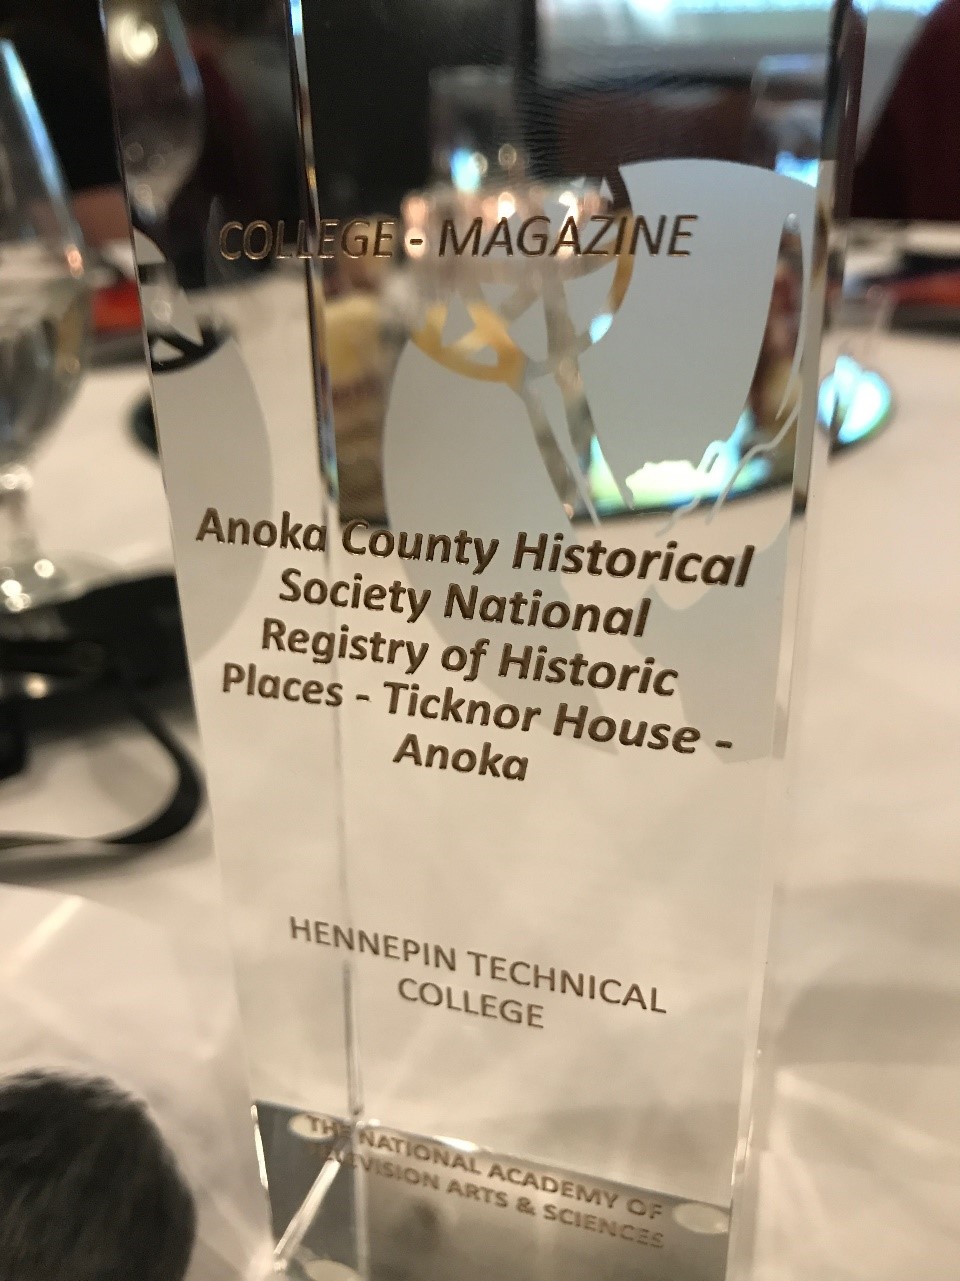 COLLEGE - MAGAZINE
Anoka County Historical
Society National
Registry of Historic
Places - Ticknor House -
Anoka
HENNEPIN TECHNICAL
COLLEGE
THE NATIONAL ACADEMY OF
TELEVISION ARTS & SCIENCES